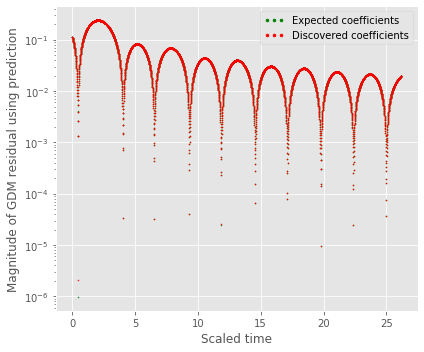 Expected coefficients
Discovered coefficients
Magnitude of GDM residual using prediction
10⁻¹
10⁻²
10⁻³
10⁻⁴
10⁻⁵
10⁻⁶
0 5 10 15 20 25
Scaled time